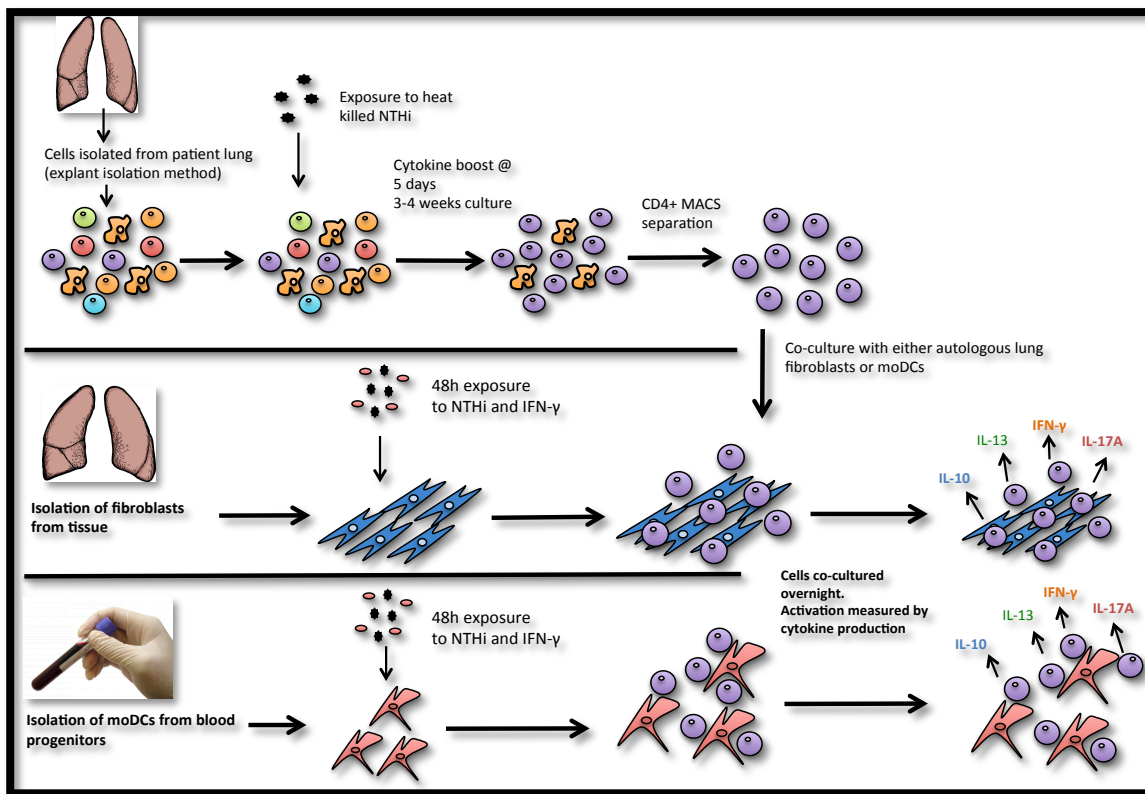 Exposure to heat
killed NTHi
Cells isolated from patient lung
(explant isolation method)
Cytokine boost @
5 days
3-4 weeks culture
CD4+ MACS
separation
Co-culture with either autologous lung
fibroblasts or moDCs
48h exposure
to NTHi and IFN-γ
Isolation of fibroblasts
from tissue
IL-10
IL-13
IFN-γ
IL-17A
Cells co-cultured
overnight.
Activation measured by
cytokine production
48h exposure
to NTHi and IFN-γ
Isolation of moDCs from blood
progenitors
IL-10
IL-13
IFN-γ
IL-17A